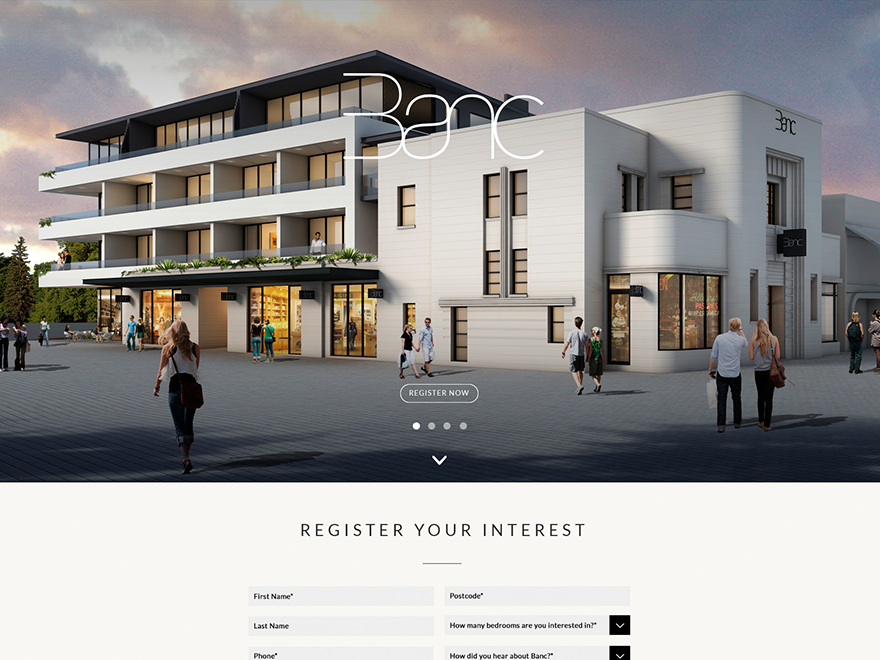 Banc
Banc
Banc
REGISTER NOW
REGISTER YOUR INTEREST
First Name*
Postcode*
Last Name
How many bedrooms are you interested in?*
Phone*
How did you hear about Banc?*